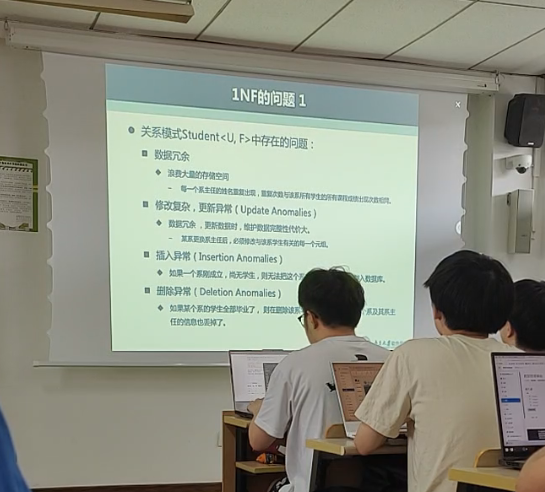 1NF的问题 1
关系模式Student<U, F>中存在的问题：
数据冗余
浪费大量的存储空间
每一个系主任的姓名重复出现，重复次数与该系所有学生的所有课程成绩出现次数相同。
修改复杂，更新异常（Update Anomalies）
数据冗余，更新数据时，维护数据完整性代价大。
某系更换系主任后，必须修改与该系学生有关的每一个元组。
插入异常（Insertion Anomalies）
如果一个系刚成立，尚无学生，则无法把这个系 入数据库。
删除异常（Deletion Anomalies）
如果某个系的学生全部毕业了， 则在删除该系 个系及其系主
任的信息也丢掉了。